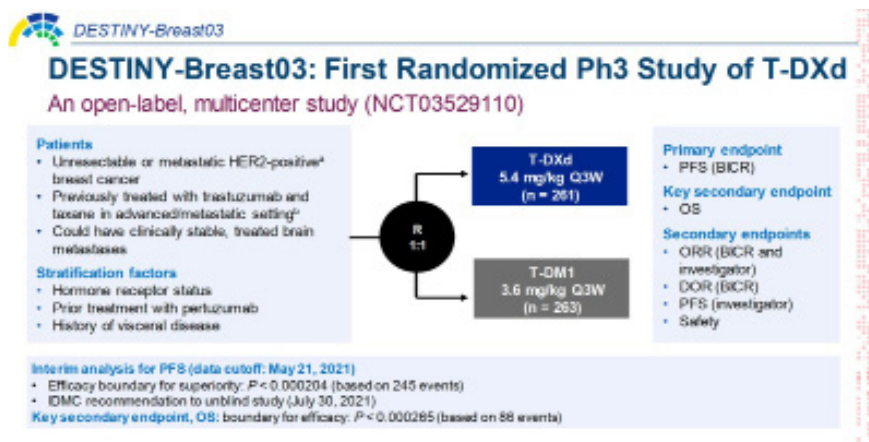 DESTINY-Breast03
DESTINY-Breast03: First Randomized Ph3 Study of T-DXd
An open-label, multicenter study (NCT03529110)
Patients
• Unresectable or metastatic HER2-positiveᵃ
breast cancer
• Previously treated with trastuzumab and
taxane in advanced/metastatic settingᵇ
• Could have clinically stable, treated brain
metastases
Stratification factors
• Hormone receptor status
• Prior treatment with pertuzumab
• History of visceral disease
R
1:1
T-DXd
5.4 mg/kg Q3W
(n = 261)
T-DM1
3.6 mg/kg Q3W
(n = 263)
Primary endpoint
• PFS (BICR)
Key secondary endpoint
• OS
Secondary endpoints
• ORR (BICR and
investigator)
• DOR (BICR)
• PFS (investigator)
• Safety
Interim analysis for PFS (data cutoff: May 21, 2021)
• Efficacy boundary for superiority: P < 0.000204 (based on 245 events)
• IDMC recommendation to unblind study (July 30, 2021)
Key secondary endpoint, OS: boundary for efficacy: P < 0.000265 (based on 86 events)